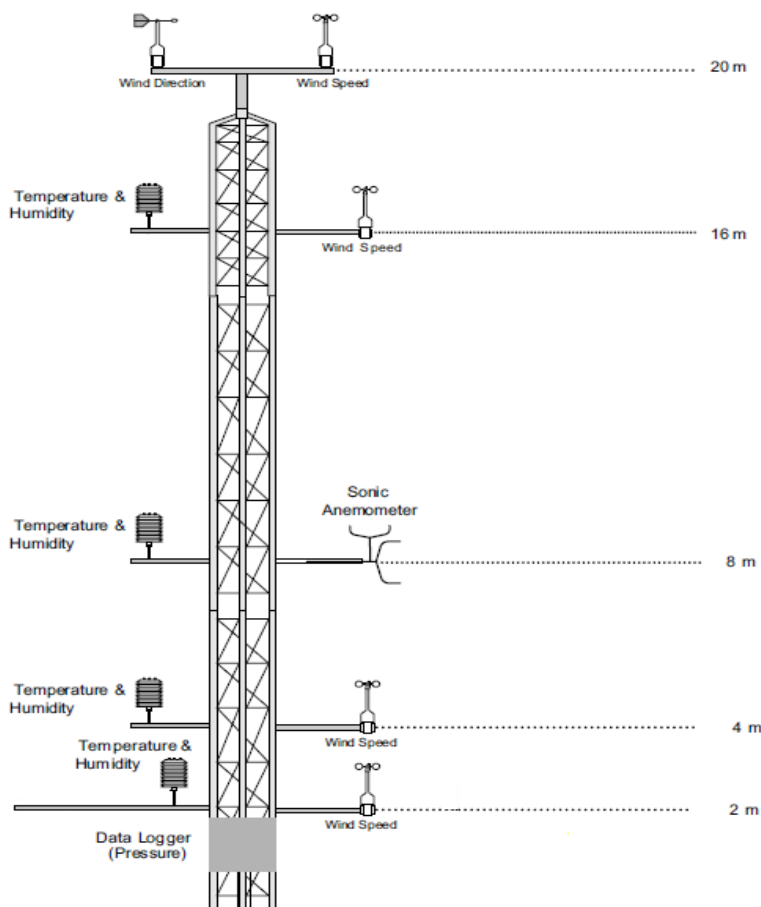 Wind Direction
Wind Speed
20 m
Temperature &
Humidity
Wind Speed
16 m
Sonic
Anemometer
Temperature &
Humidity
8 m
Temperature &
Humidity
Wind Speed
4 m
Temperature &
Humidity
Wind Speed
2 m
Data Logger
(Pressure)